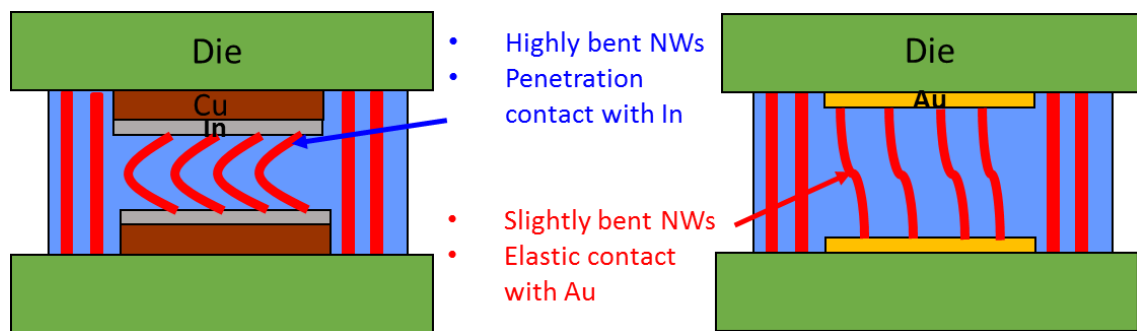 Die
Cu
In
• Highly bent NWs
• Penetration
contact with In
• Slightly bent NWs
• Elastic contact
with Au
Die
Au